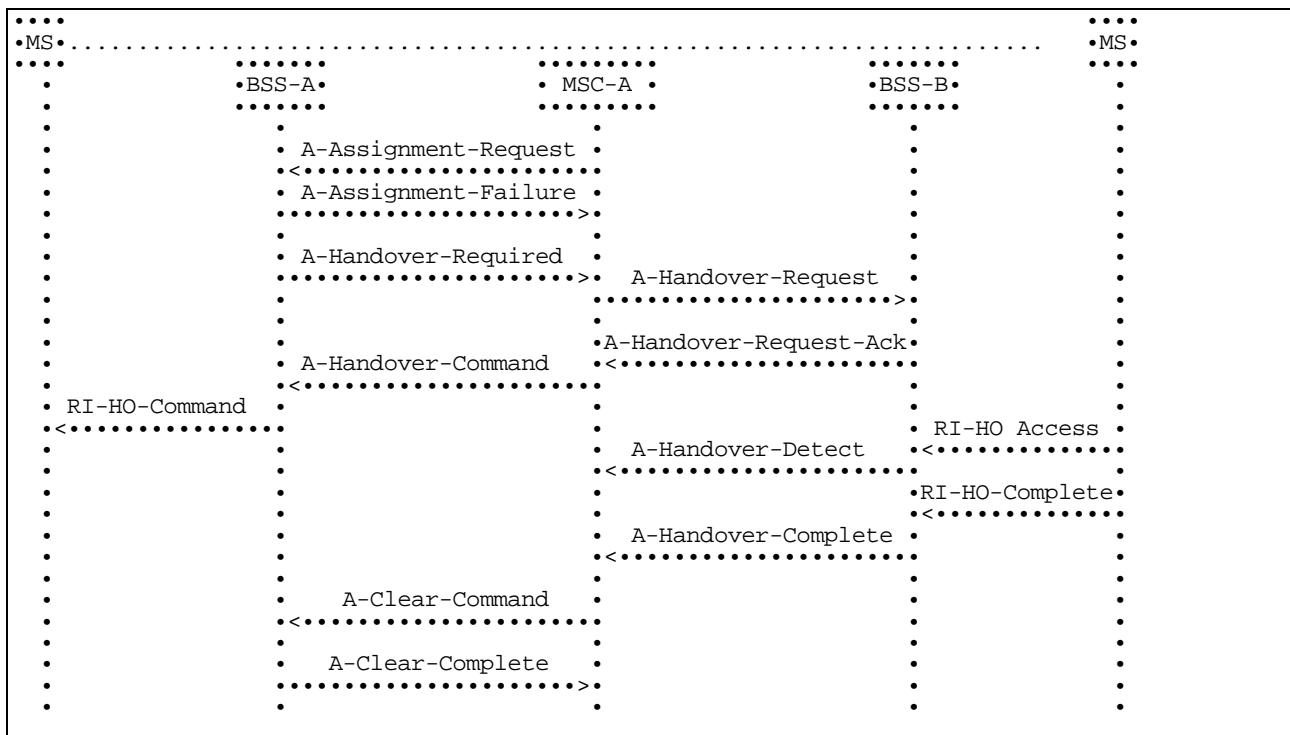 MS MS
BSS-A MSC-A BSS-B
A-Assignment-Request
A-Assignment-Failure
A-Handover-Required
A-Handover-Request
A-Handover-Request-Ack
A-Handover-Command
RI-HO-Command
RI-HO Access
A-Handover-Detect
RI-HO-Complete
A-Handover-Complete
A-Clear-Command
A-Clear-Complete